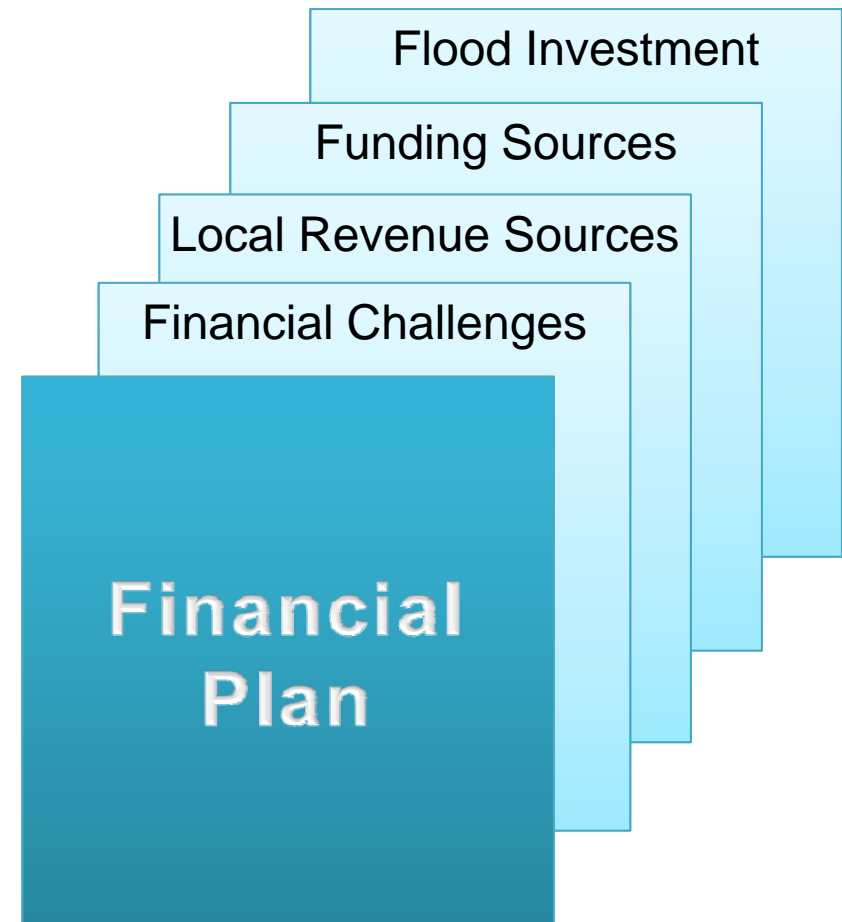 Flood Investment
Funding Sources
Local Revenue Sources
Financial Challenges
Financial
Plan